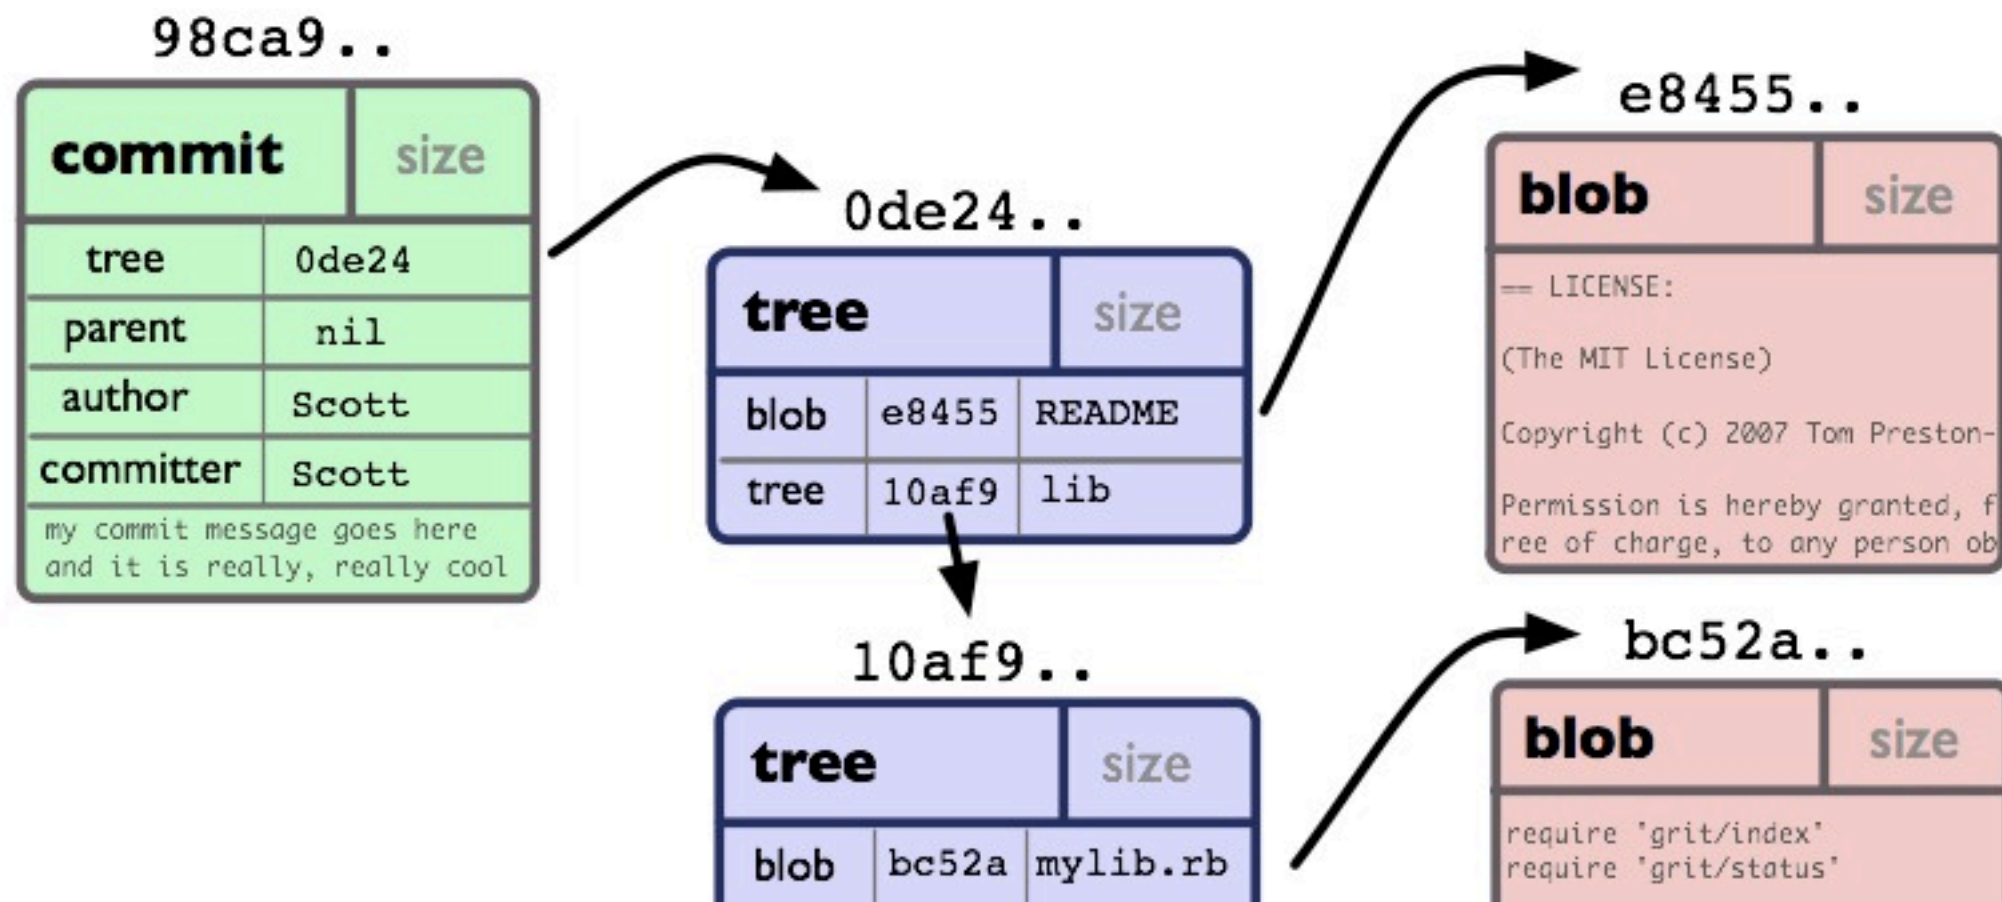 98ca9..
commit size
tree 0de24
parent nil
author Scott
committer Scott
my commit message goes here
and it is really, really cool
0de24..
tree size
blob e8455 README
tree 10af9 lib
10af9..
tree size
blob bc52a mylib.rb
e8455..
blob size
== LICENSE:
(The MIT License)
Copyright (c) 2007 Tom Preston-
Permission is hereby granted, f
ree of charge, to any person ob
bc52a..
blob size
require 'grit/index'
require 'grit/status'